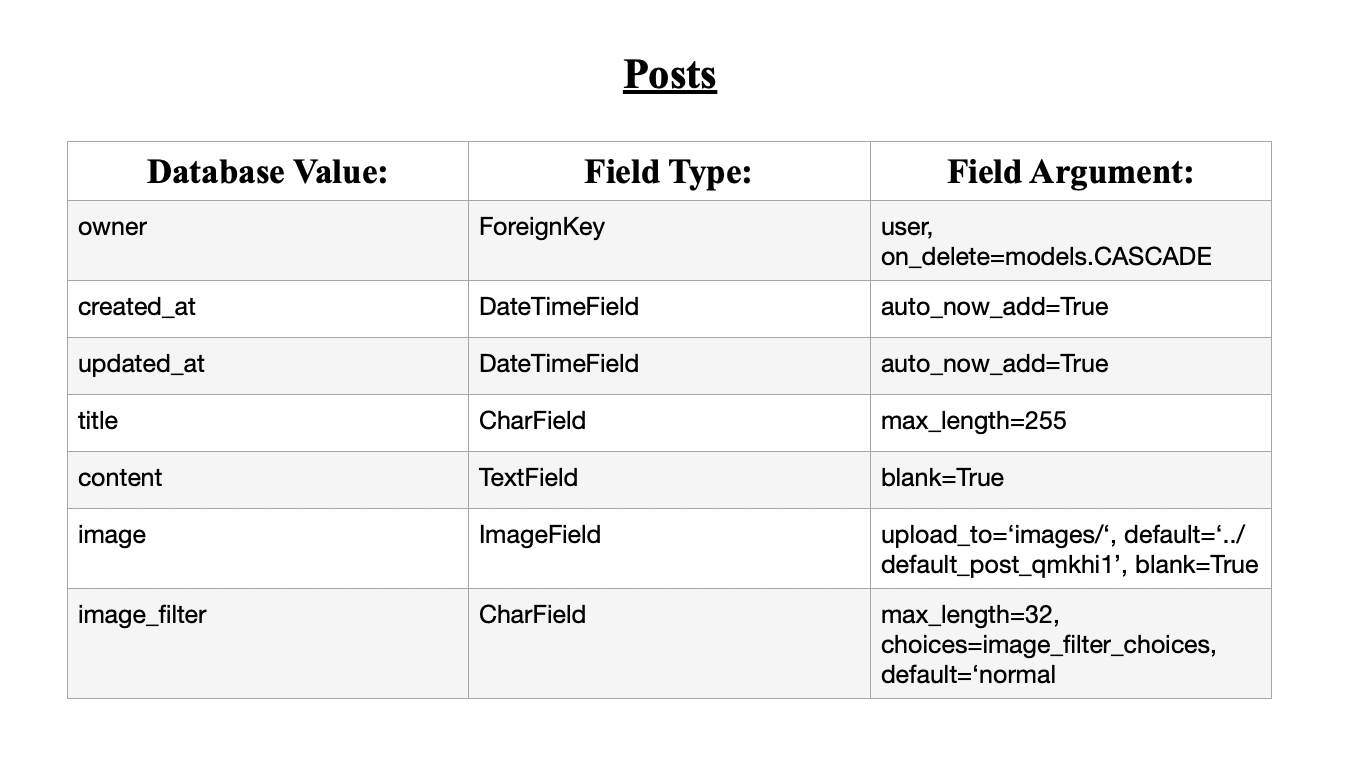 Posts
Database Value: Field Type: Field Argument:
owner ForeignKey user,
on_delete=models.CASCADE
created_at DateTimeField auto_now_add=True
updated_at DateTimeField auto_now_add=True
title CharField max_length=255
content TextField blank=True
image ImageField upload_to=‘images/‘, default=‘../
default_post_qmkhi1’, blank=True
image_filter CharField max_length=32,
choices=image_filter_choices,
default=‘normal